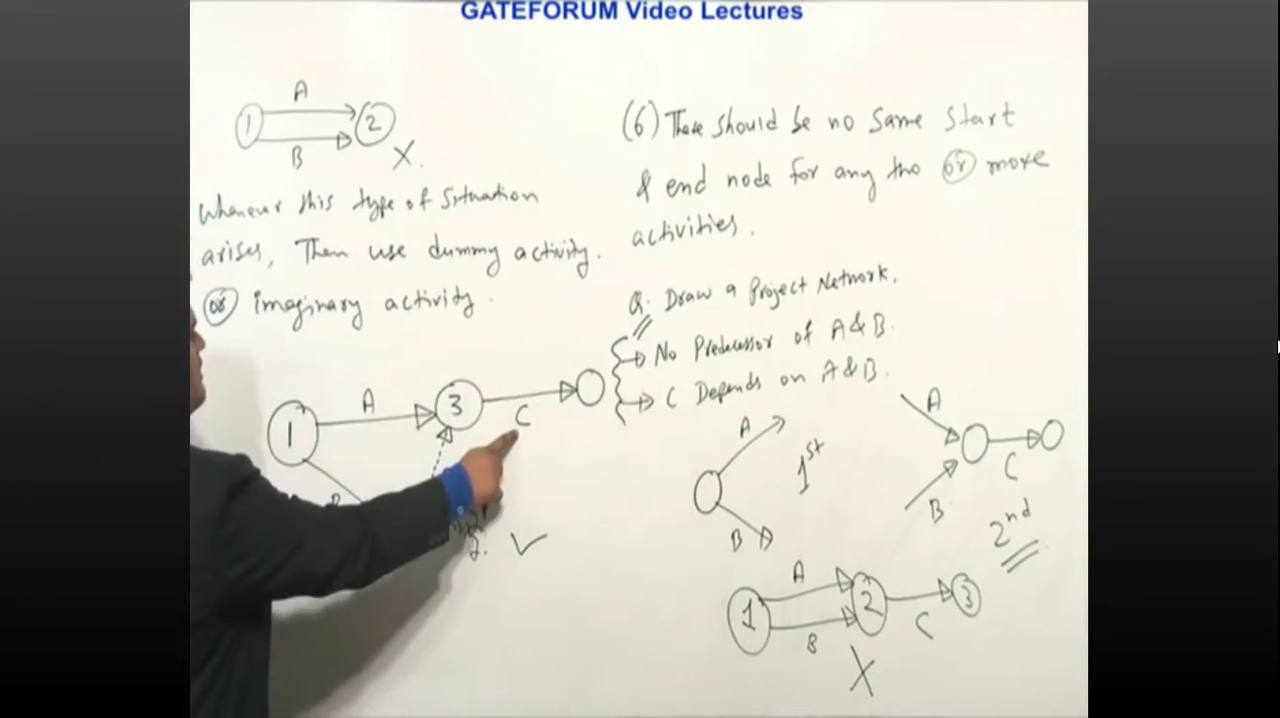 GATEFORUM Video Lectures
A
1 2
B
X.
Whenever this type of Situation
arises, Then use dummy activity.
or imaginary activity.
1 A 3 C
B
(6) There should be no same start
& end node for any two or more
activities.
Q. Draw a Project Network.
No Predecessor of A & B.
C Depends on A & B.
A
B
1st
A
B
C
2nd
A
1 2 3
B C
X